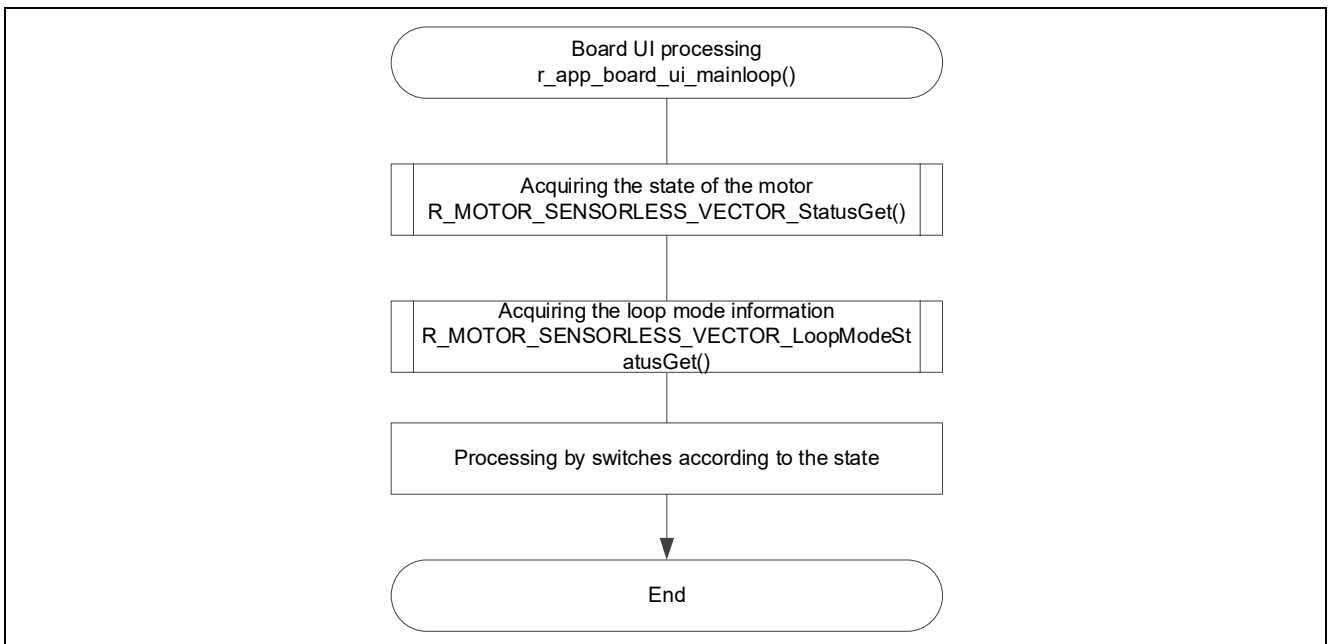 Board UI processing
r_app_board_ui_mainloop()
Acquiring the state of the motor
R_MOTOR_SENSORLESS_VECTOR_StatusGet()
Acquiring the loop mode information
R_MOTOR_SENSORLESS_VECTOR_LoopModeSt
atusGet()
Processing by switches according to the state
End